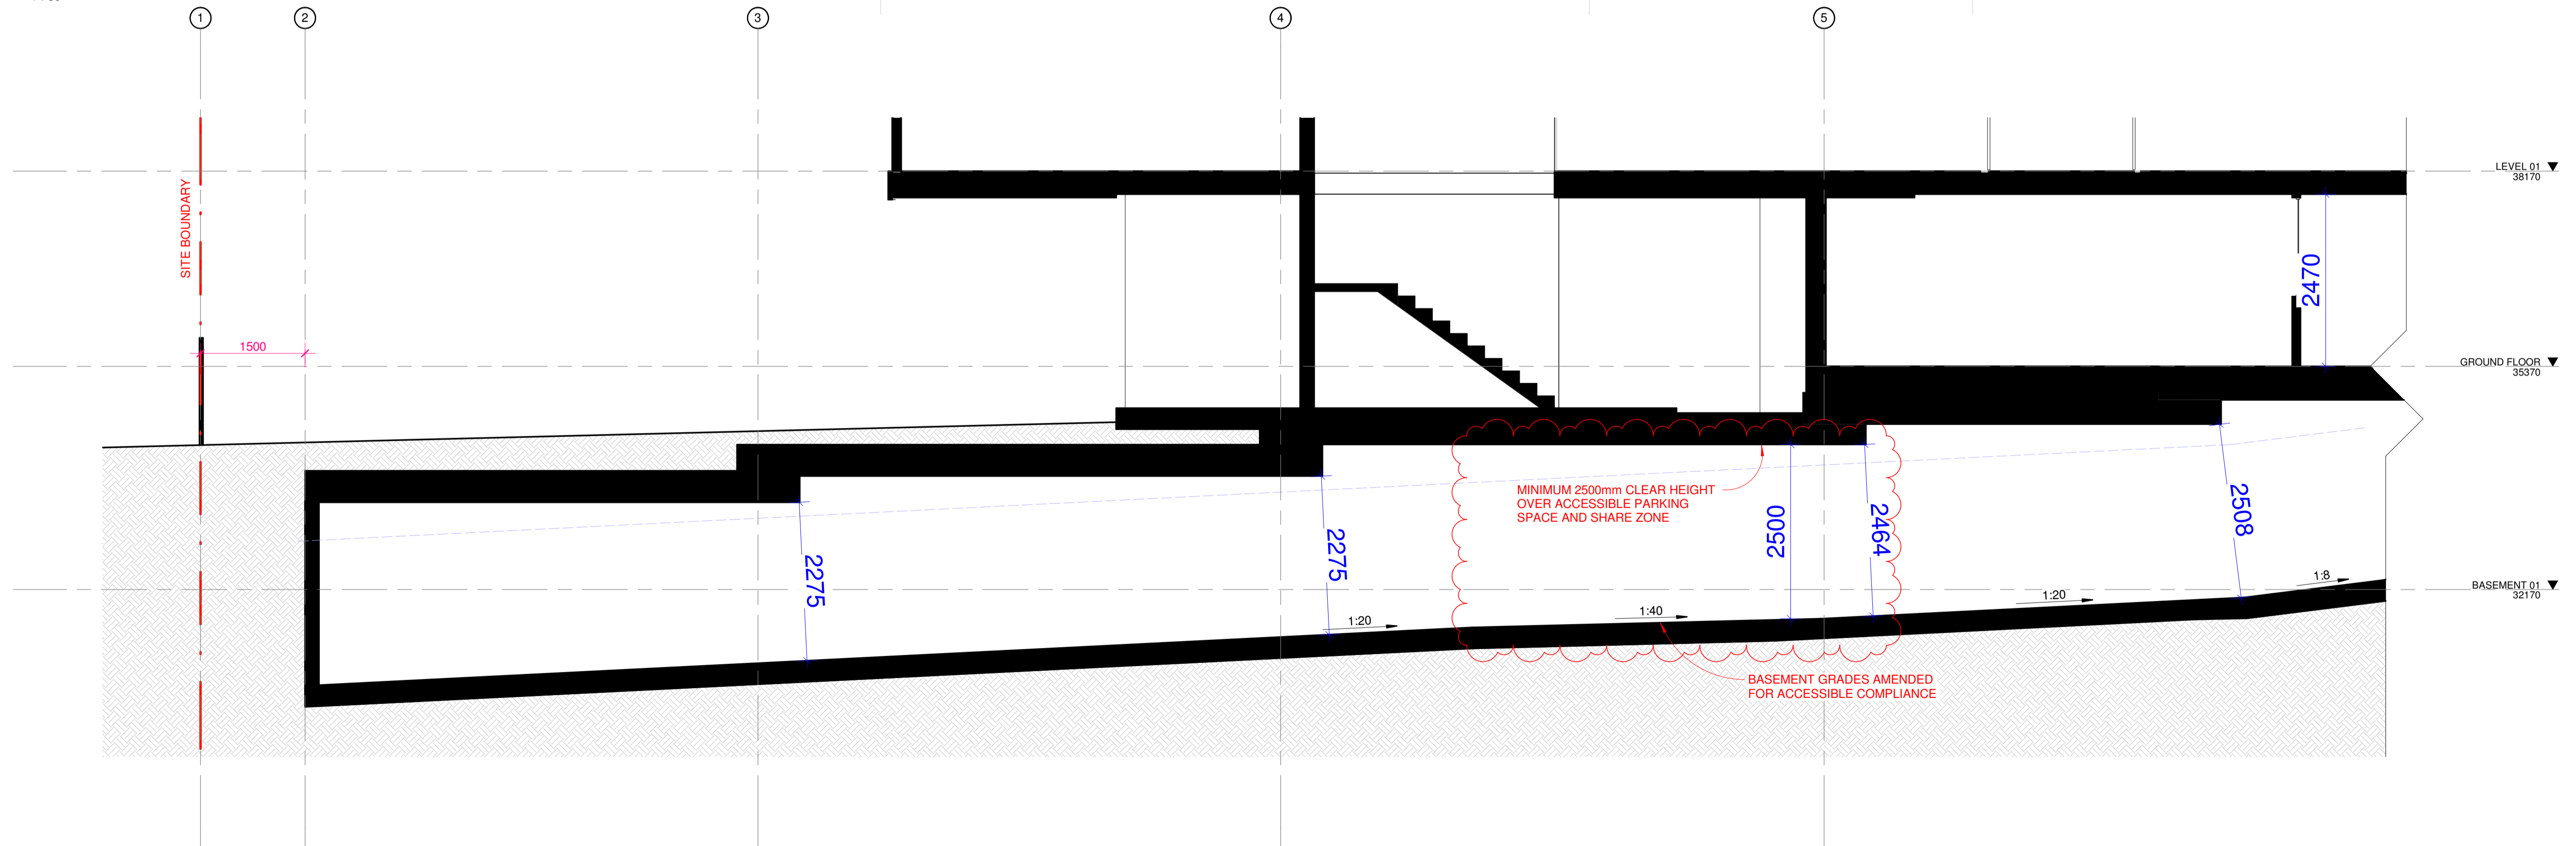 1
2
3
4
5
SITE BOUNDARY
LEVEL 01
38170
2470
1500
GROUND FLOOR
35370
MINIMUM 2500mm CLEAR HEIGHT
OVER ACCESSIBLE PARKING
SPACE AND SHARE ZONE
2275
2275
2500
2464
2508
1:20
1:40
1:20
1:8
BASEMENT 01
32170
BASEMENT GRADES AMENDED
FOR ACCESSIBLE COMPLIANCE